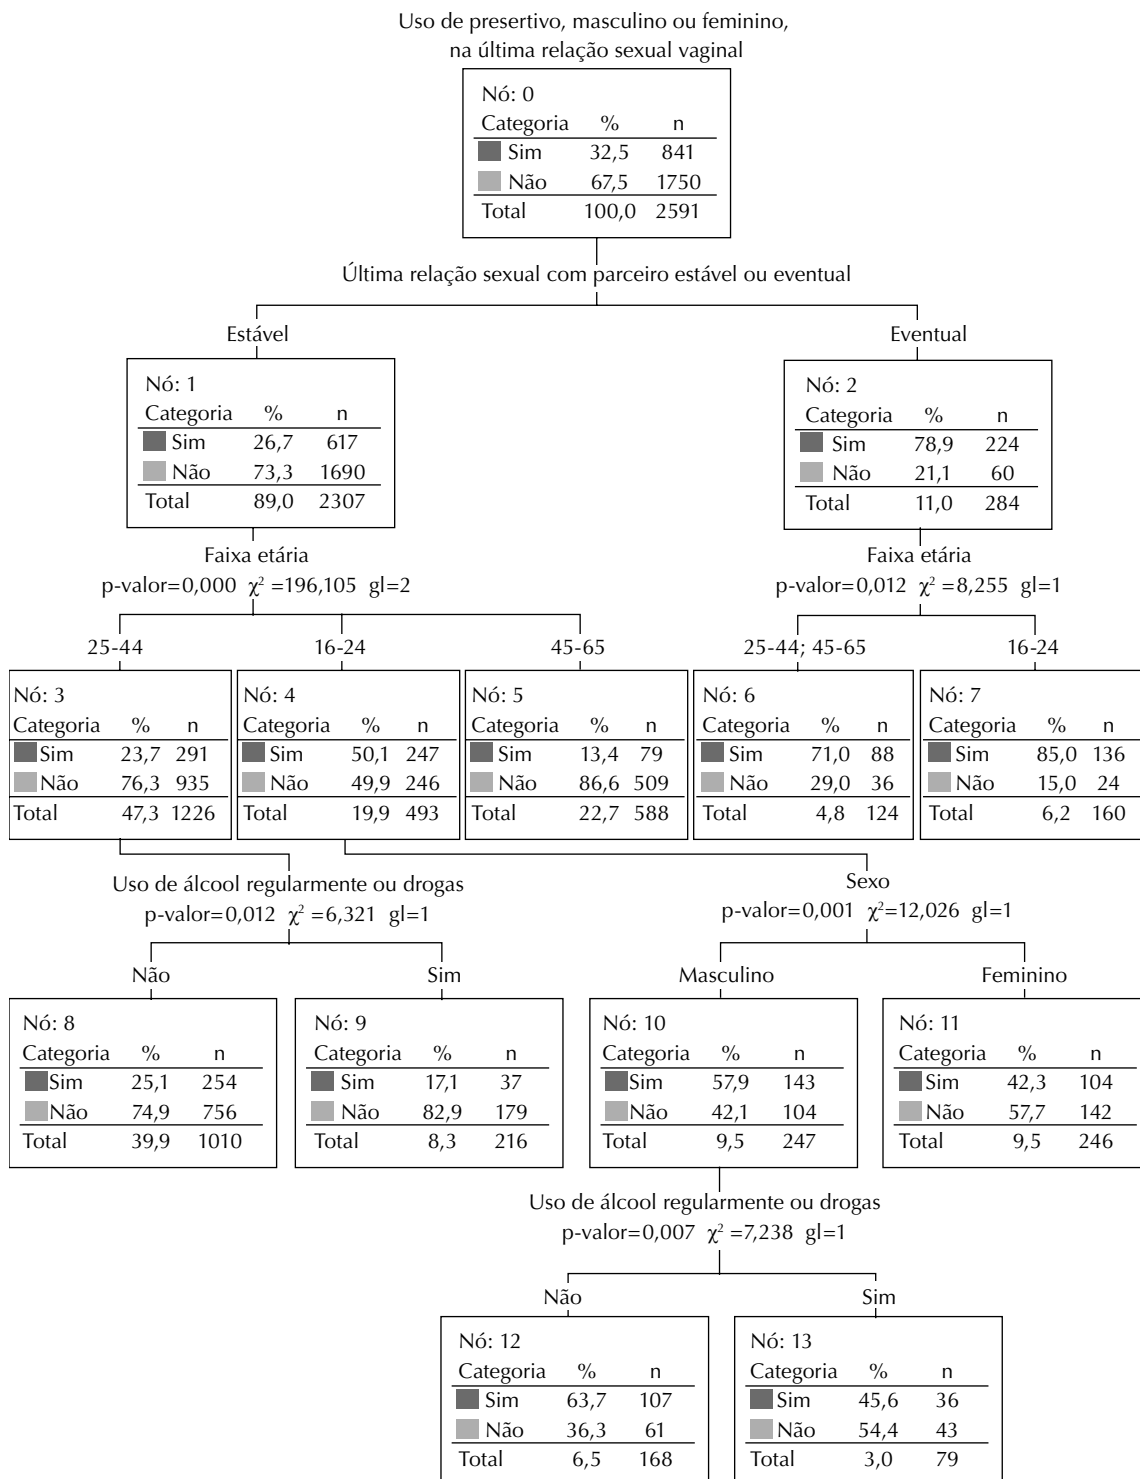 Uso de presertivo, masculino ou feminino,
na última relação sexual vaginal
Nó: 0
Categoria % n
Sim 32,5 841
Não 67,5 1750
Total 100,0 2591
Última relação sexual com parceiro estável ou eventual
Estável
Eventual
Nó: 1
Categoria % n
Sim 26,7 617
Não 73,3 1690
Total 89,0 2307
Nó: 2
Categoria % n
Sim 78,9 224
Não 21,1 60
Total 11,0 284
Faixa etária
p-valor=0,000 χ² =196,105 gl=2
Faixa etária
p-valor=0,012 χ² =8,255 gl=1
25-44
16-24
45-65
25-44; 45-65
16-24
Nó: 3
Categoria % n
Sim 23,7 291
Não 76,3 935
Total 47,3 1226
Nó: 4
Categoria % n
Sim 50,1 247
Não 49,9 246
Total 19,9 493
Nó: 5
Categoria % n
Sim 13,4 79
Não 86,6 509
Total 22,7 588
Nó: 6
Categoria % n
Sim 71,0 88
Não 29,0 36
Total 4,8 124
Nó: 7
Categoria % n
Sim 85,0 136
Não 15,0 24
Total 6,2 160
Uso de álcool regularmente ou drogas
p-valor=0,012 χ² =6,321 gl=1
Sexo
p-valor=0,001 χ²=12,026 gl=1
Não
Sim
Masculino
Feminino
Nó: 8
Categoria % n
Sim 25,1 254
Não 74,9 756
Total 39,9 1010
Nó: 9
Categoria % n
Sim 17,1 37
Não 82,9 179
Total 8,3 216
Nó: 10
Categoria % n
Sim 57,9 143
Não 42,1 104
Total 9,5 247
Nó: 11
Categoria % n
Sim 42,3 104
Não 57,7 142
Total 9,5 246
Uso de álcool regularmente ou drogas
p-valor=0,007 χ² =7,238 gl=1
Não
Sim
Nó: 12
Categoria % n
Sim 63,7 107
Não 36,3 61
Total 6,5 168
Nó: 13
Categoria % n
Sim 45,6 36
Não 54,4 43
Total 3,0 79